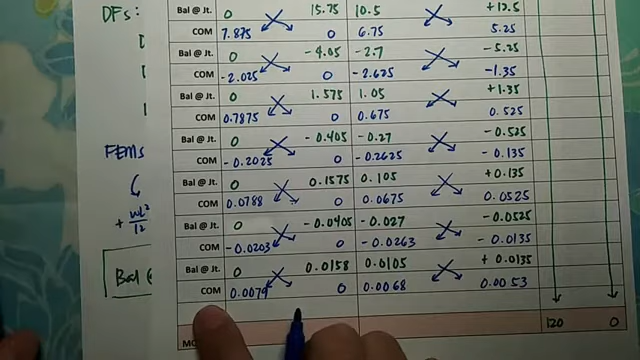 DFs:
Bal @ Jt. 0 15.75 10.5 +12.5
COM 7.875 0 6.75 5.25
Bal @ Jt. 0 -4.05 -2.7 -5.25
COM -2.025 0 -2.625 -1.35
Bal @ Jt. 0 1.575 1.05 +1.35
COM 0.7875 0 0.675 0.525
Bal @ Jt. 0 -0.405 -0.27 -0.525
COM -0.2025 0 -0.2625 -0.135
Bal @ Jt. 0 0.1575 0.105 +0.135
COM 0.0788 0 0.0675 0.0525
Bal @ Jt. 0 -0.0405 -0.027 -0.0525
COM -0.0203 0 -0.0263 -0.0135
Bal @ Jt. 0 0.0158 0.0105 +0.0135
COM 0.0079 0 0.0068 0.0053
120 0
FEMs
+ wL²/12
Bal @